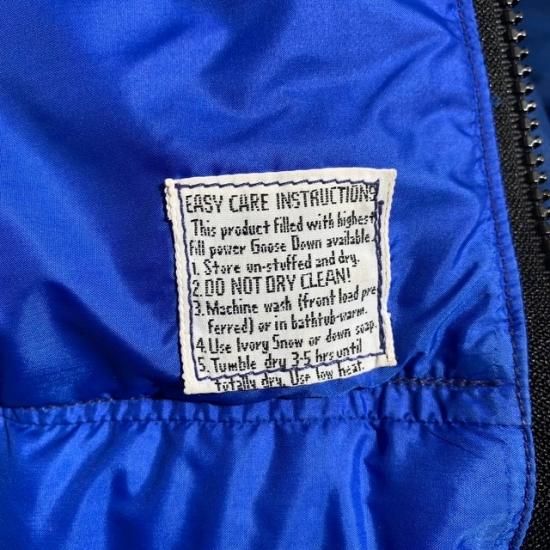 EASY CARE INSTRUCTIONS
This product filled with highest
fill power Goose Down available.
1. Store un-stuffed and dry.
2. DO NOT DRY CLEAN!
3. Machine wash (front load pre-
ferred) or in bathtub-warm.
4. Use Ivory Snow or down soap.
5. Tumble dry 3-5 hrs until
totally dry. Use low heat.